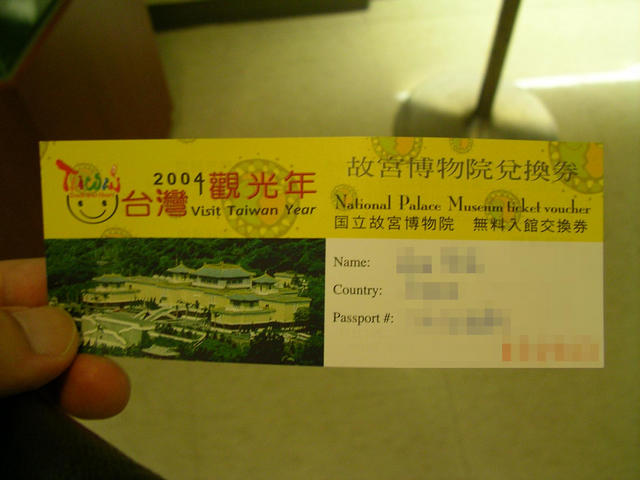 Taiwan
2004 台灣觀光年
Visit Taiwan Year
故宮博物院兌換券
National Palace Museum ticket voucher
国立故宮博物院 無料入館交換券
Name:
Country:
Passport #: